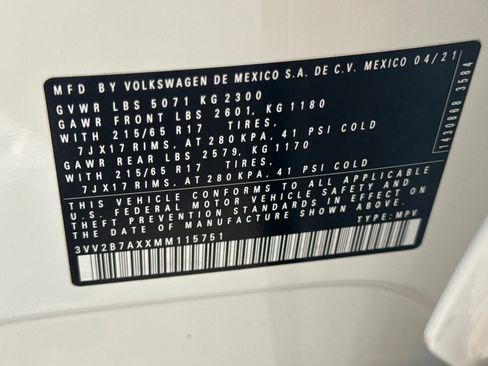 MFD BY VOLKSWAGEN DE MEXICO S.A. DE C.V. MEXICO 04/21
GVWR LBS 5071 KG 2300
GAWR FRONT LBS 2601, KG 1180
WITH 215/65 R17 TIRES,
7JX17 RIMS, AT 280 KPA, 41 PSI COLD
GAWR REAR LBS 2579, KG 1170
WITH 215/65 R17 TIRES,
7JX17 RIMS, AT 280 KPA, 41 PSI COLD
THIS VEHICLE CONFORMS TO ALL APPLICABLE
U.S. FEDERAL MOTOR VEHICLE SAFETY AND
THEFT PREVENTION STANDARDS IN EFFECT ON
THE DATE OF MANUFACTURE SHOWN ABOVE.
3VV2B7AXXMM115751
TYPE: MPV
7430868 3584